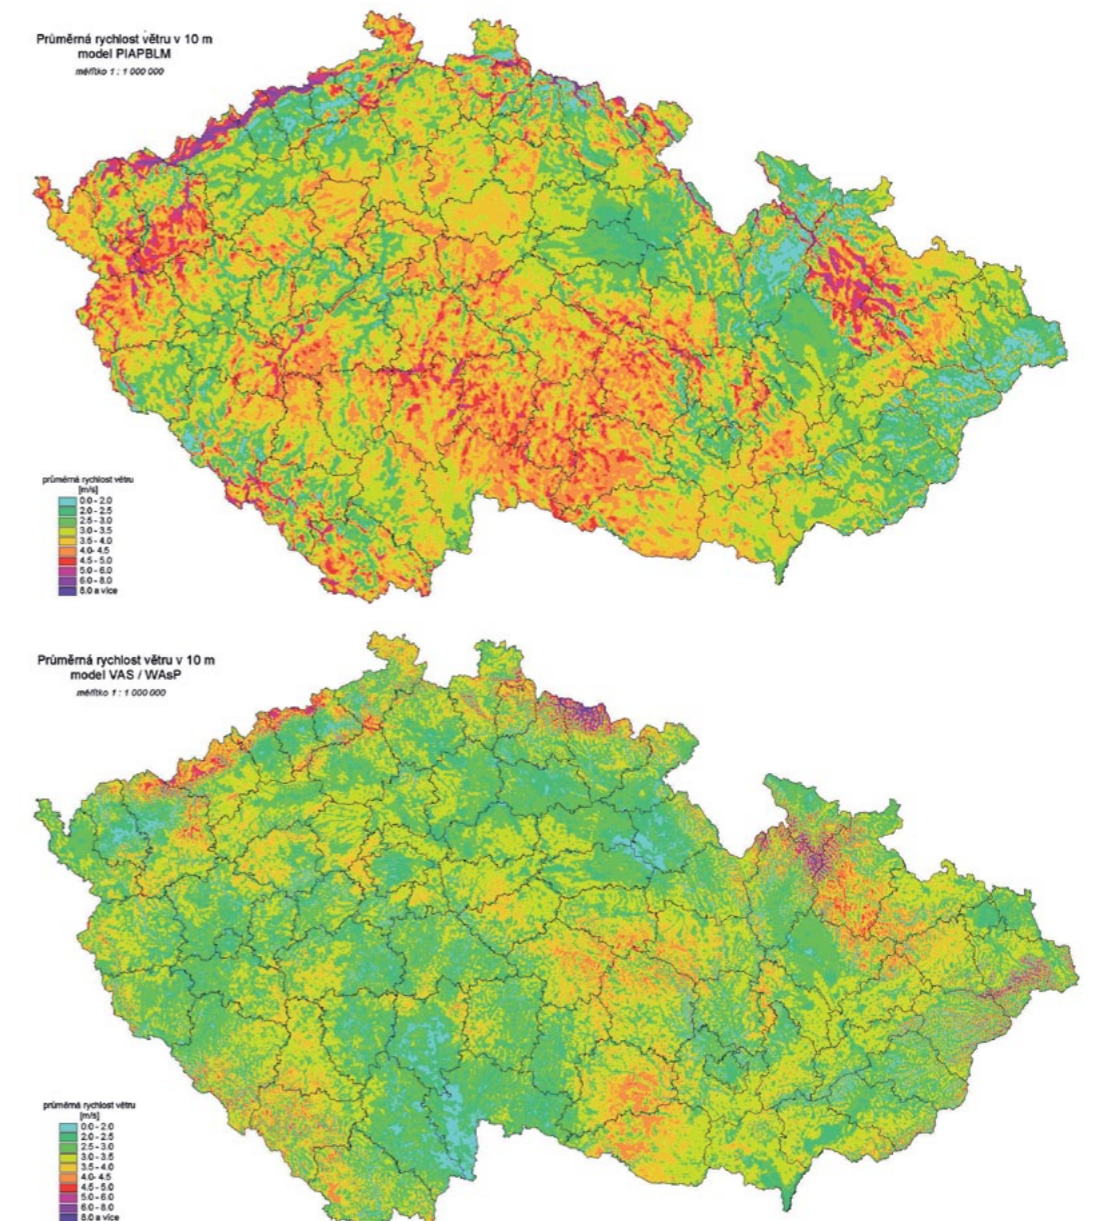 Průměrná rychlost větru v 10 m
model PIAPBLM
měřítko 1 : 1 000 000
průměrná rychlost větru
[m/s]
0.0 - 2.0
2.0 - 2.5
2.5 - 3.0
3.0 - 3.5
3.5 - 4.0
4.0- 4.5
4.5 - 5.0
5.0 - 6.0
6.0 - 8.0
8.0 a více
Průměrná rychlost větru v 10 m
model VAS / WAsP
měřítko 1 : 1 000 000
průměrná rychlost větru
[m/s]
0.0 - 2.0
2.0 - 2.5
2.5 - 3.0
3.0 - 3.5
3.5 - 4.0
4.0- 4.5
4.5 - 5.0
5.0 - 6.0
6.0 - 8.0
8.0 a více